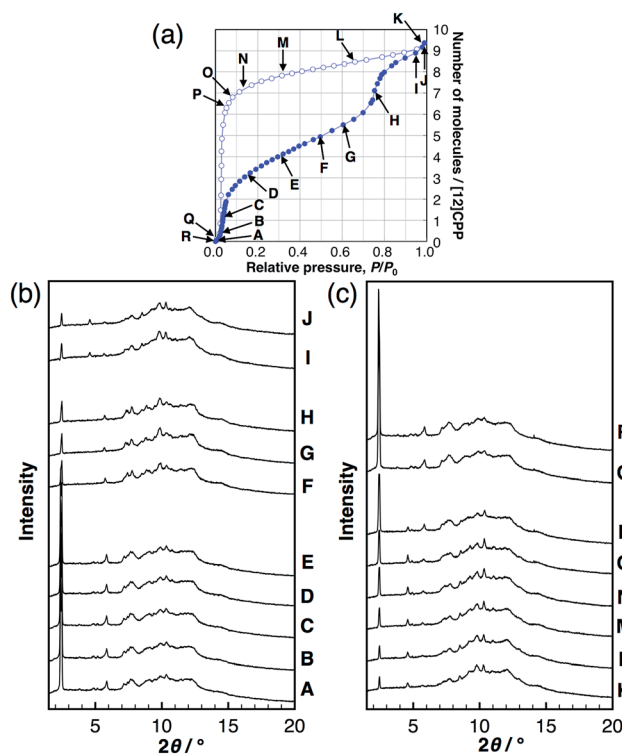 (a)
K
L
M
N
O
P
J
I
H
G
F
E
D
C
Q
B
R
A
10
9
8
7
6
5
4
3
2
1
0
Number of molecules / [12]CPP
0.0 0.2 0.4 0.6 0.8 1.0
Relative pressure, P/P0
(b)
Intensity
J
I
H
G
F
E
D
C
B
A
5 10 15 20
2θ / °
(c)
Intensity
5 10 15 20
2θ / °